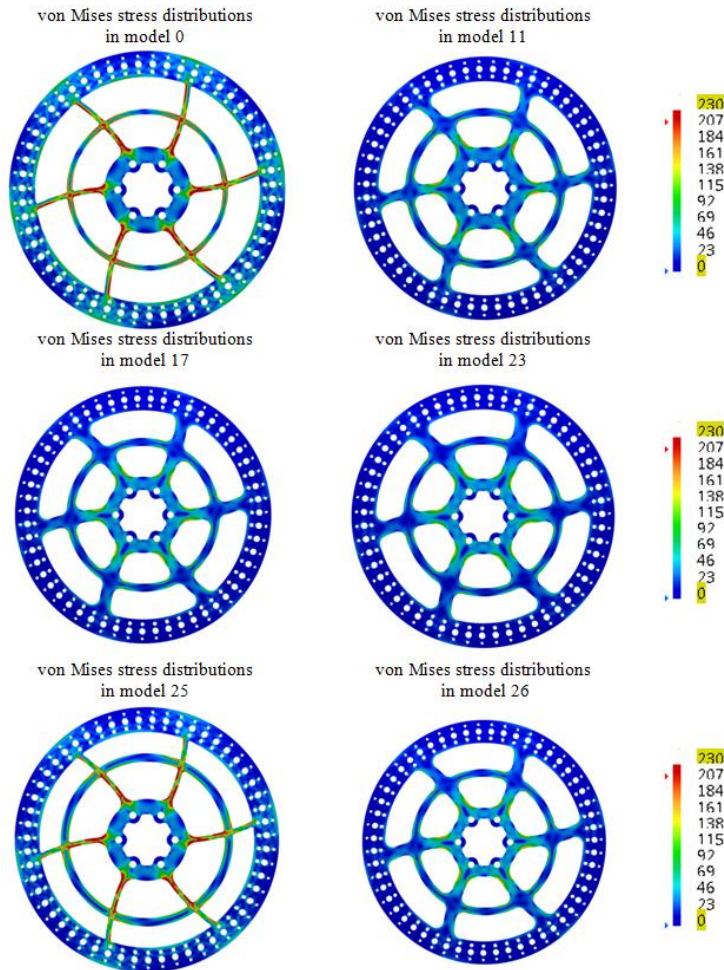 von Mises stress distributions
in model 0
von Mises stress distributions
in model 11
230
207
184
161
138
115
92
69
46
23
0
von Mises stress distributions
in model 17
von Mises stress distributions
in model 23
230
207
184
161
138
115
92
69
46
23
0
von Mises stress distributions
in model 25
von Mises stress distributions
in model 26
230
207
184
161
138
115
92
69
46
23
0